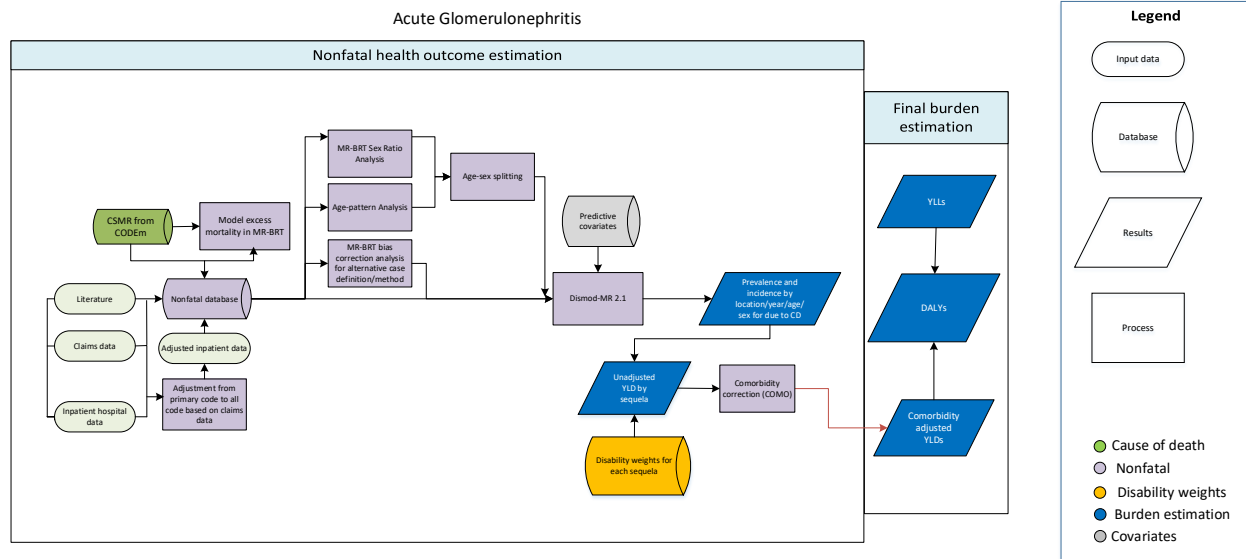 Acute Glomerulonephritis
Nonfatal health outcome estimation
CSMR from
CODEm
Model excess
mortality in MR-BRT
MR-BRT Sex Ratio
Analysis
Age-pattern Analysis
MR-BRT bias
correction analysis
for alternative case
definition/method
Age-sex splitting
Predictive
covariates
Literature
Claims data
Inpatient hospital
data
Nonfatal database
Adjusted inpatient data
Adjustment from
primary code to all
code based on claims
data
Dismod-MR 2.1
Prevalence and
incidence by
location/year/age/
sex for due to CD
Unadjusted
YLD by
sequela
Comorbidity
correction (COMO)
Disability weights for
each sequela
Final burden
estimation
YLLs
DALYs
Comorbidity
adjusted
YLDs
Legend
Input data
Database
Results
Process
Cause of death
Nonfatal
Disability weights
Burden estimation
Covariates